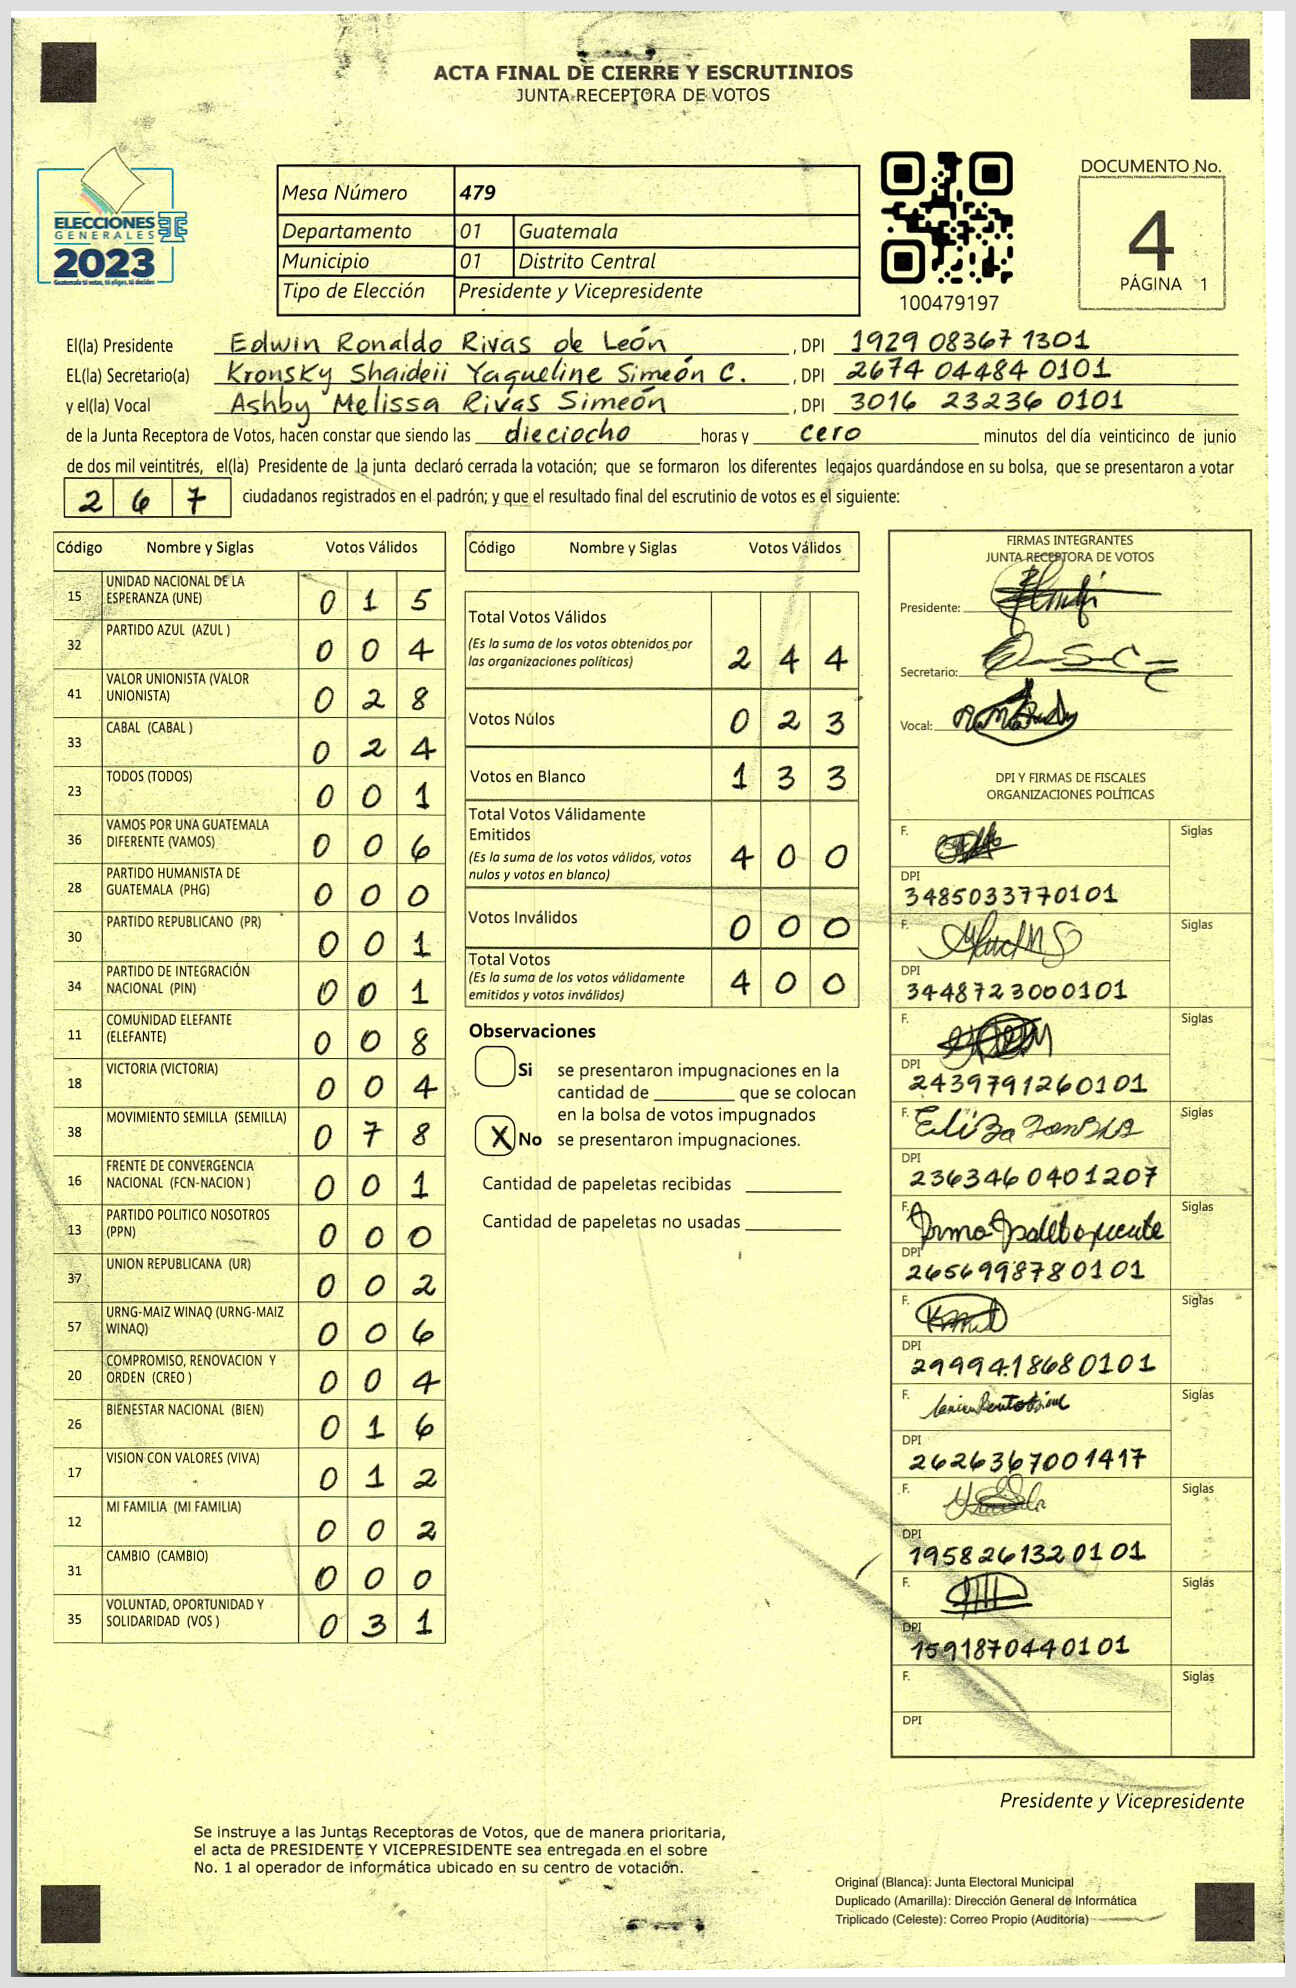 ACTA FINAL DE CIERRE Y ESCRUTINIOS
JUNTA RECEPTORA DE VOTOS
ELECCIONES
GENERALES
2023
Guatemala tú votas, tú eliges, tú decides
Mesa Número 479
Departamento 01 Guatemala
Municipio 01 Distrito Central
Tipo de Elección Presidente y Vicepresidente
100479197
DOCUMENTO No.
4
PÁGINA 1
El(la) Presidente Edwin Ronaldo Rivas de León, DPI 1929 08367 1301
EL(la) Secretario(a) Kronsky Shaideii Yaqueline Simeón C., DPI 2674 04484 0101
y el(la) Vocal Ashby Melissa Rivas Simeón, DPI 3016 23236 0101
de la Junta Receptora de Votos, hacen constar que siendo las dieciocho horas y cero minutos del día veinticinco de junio
de dos mil veintitrés, el(la) Presidente de la junta declaró cerrada la votación; que se formaron los diferentes legajos guardándose en su bolsa, que se presentaron a votar
267 ciudadanos registrados en el padrón; y que el resultado final del escrutinio de votos es el siguiente:
Código Nombre y Siglas Votos Válidos
15 UNIDAD NACIONAL DE LA ESPERANZA (UNE) 0 1 5
32 PARTIDO AZUL (AZUL ) 0 0 4
41 VALOR UNIONISTA (VALOR UNIONISTA) 0 2 8
33 CABAL (CABAL ) 0 2 4
23 TODOS (TODOS) 0 0 1
36 VAMOS POR UNA GUATEMALA DIFERENTE (VAMOS) 0 0 6
28 PARTIDO HUMANISTA DE GUATEMALA (PHG) 0 0 0
30 PARTIDO REPUBLICANO (PR) 0 0 1
34 PARTIDO DE INTEGRACIÓN NACIONAL (PIN) 0 0 1
11 COMUNIDAD ELEFANTE (ELEFANTE) 0 0 8
18 VICTORIA (VICTORIA) 0 0 4
38 MOVIMIENTO SEMILLA (SEMILLA) 0 7 8
16 FRENTE DE CONVERGENCIA NACIONAL (FCN-NACION ) 0 0 1
13 PARTIDO POLITICO NOSOTROS (PPN) 0 0 0
37 UNION REPUBLICANA (UR) 0 0 2
57 URNG-MAIZ WINAQ (URNG-MAIZ WINAQ) 0 0 6
20 COMPROMISO, RENOVACION Y ORDEN (CREO ) 0 0 4
26 BIENESTAR NACIONAL (BIEN) 0 1 6
17 VISION CON VALORES (VIVA) 0 1 2
12 MI FAMILIA (MI FAMILIA) 0 0 2
31 CAMBIO (CAMBIO) 0 0 0
35 VOLUNTAD, OPORTUNIDAD Y SOLIDARIDAD (VOS ) 0 3 1
Código Nombre y Siglas Votos Válidos
Total Votos Válidos
(Es la suma de los votos obtenidos por
las organizaciones políticas) 2 4 4
Votos Nulos 0 2 3
Votos en Blanco 1 3 3
Total Votos Válidamente
Emitidos
(Es la suma de los votos válidos, votos
nulos y votos en blanco) 4 0 0
Votos Inválidos 0 0 0
Total Votos
(Es la suma de los votos válidamente
emitidos y votos inválidos) 4 0 0
Observaciones
Si se presentaron impugnaciones en la
cantidad de ________ que se colocan
en la bolsa de votos impugnados
X No se presentaron impugnaciones.
Cantidad de papeletas recibidas
Cantidad de papeletas no usadas
FIRMAS INTEGRANTES
JUNTA RECEPTORA DE VOTOS
Presidente:
Secretario:
Vocal:
DPI Y FIRMAS DE FISCALES
ORGANIZACIONES POLÍTICAS
F. Siglas
DPI
3485033770101
F. Siglas
DPI
3448723000101
F. Siglas
DPI
2439791260101
F. Siglas
DPI
2363460401207
F. Siglas
DPI
2656998780101
F. Siglas
DPI
2999418680101
F. Siglas
DPI
2626367001417
F. Siglas
DPI
1958261320101
F. Siglas
DPI
1591870440101
F. Siglas
DPI
Presidente y Vicepresidente
Se instruye a las Juntas Receptoras de Votos, que de manera prioritaria,
el acta de PRESIDENTE Y VICEPRESIDENTE sea entregada en el sobre
No. 1 al operador de informática ubicado en su centro de votación.
Original (Blanca): Junta Electoral Municipal
Duplicado (Amarilla): Dirección General de Informática
Triplicado (Celeste): Correo Propio (Auditoría)